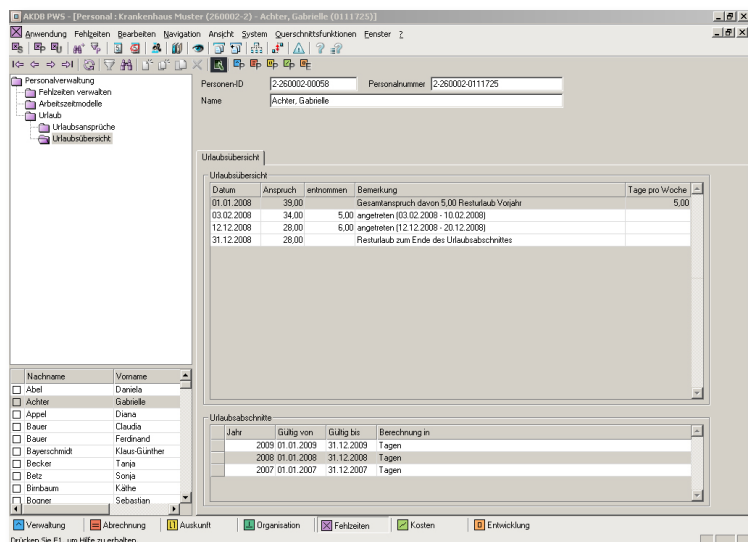 AKDB PWS - [Personal : Krankenhaus Muster (260002-2) - Achter, Gabrielle (0111725)]
Anwendung Fehlzeiten Bearbeiten Navigation Ansicht System Querschnittsfunktionen Fenster ?
Personalverwaltung
Fehlzeiten verwalten
Arbeitszeitmodelle
Urlaub
Urlaubsansprüche
Urlaubsübersicht
Personen-ID 2-260002-00058 Personalnummer 2-260002-0111725
Name Achter, Gabrielle
Urlaubsübersicht
Urlaubsübersicht
Datum Anspruch entnommen Bemerkung Tage pro Woche
01.01.2008 39,00 Gesamtanspruch davon 5,00 Resturlaub Vorjahr 5,00
03.02.2008 34,00 5,00 angetreten (03.02.2008 - 10.02.2008)
12.12.2008 28,00 6,00 angetreten (12.12.2008 - 20.12.2008)
31.12.2008 28,00 Resturlaub zum Ende des Urlaubsabschnittes
Nachname Vorname
Abel Daniela
Achter Gabrielle
Appel Diana
Bauer Claudia
Bauer Ferdinand
Bayerschmidt Klaus-Günther
Becker Tanja
Betz Sonja
Birnbaum Käthe
Bogner Sebastian
Urlaubsabschnitte
Jahr Gültig von Gültig bis Berechnung in
2009 01.01.2009 31.12.2009 Tagen
2008 01.01.2008 31.12.2008 Tagen
2007 01.01.2007 31.12.2007 Tagen
Verwaltung Abrechnung Auskunft Organisation Fehlzeiten Kosten Entwicklung
Drücken Sie F1, um Hilfe zu erhalten.